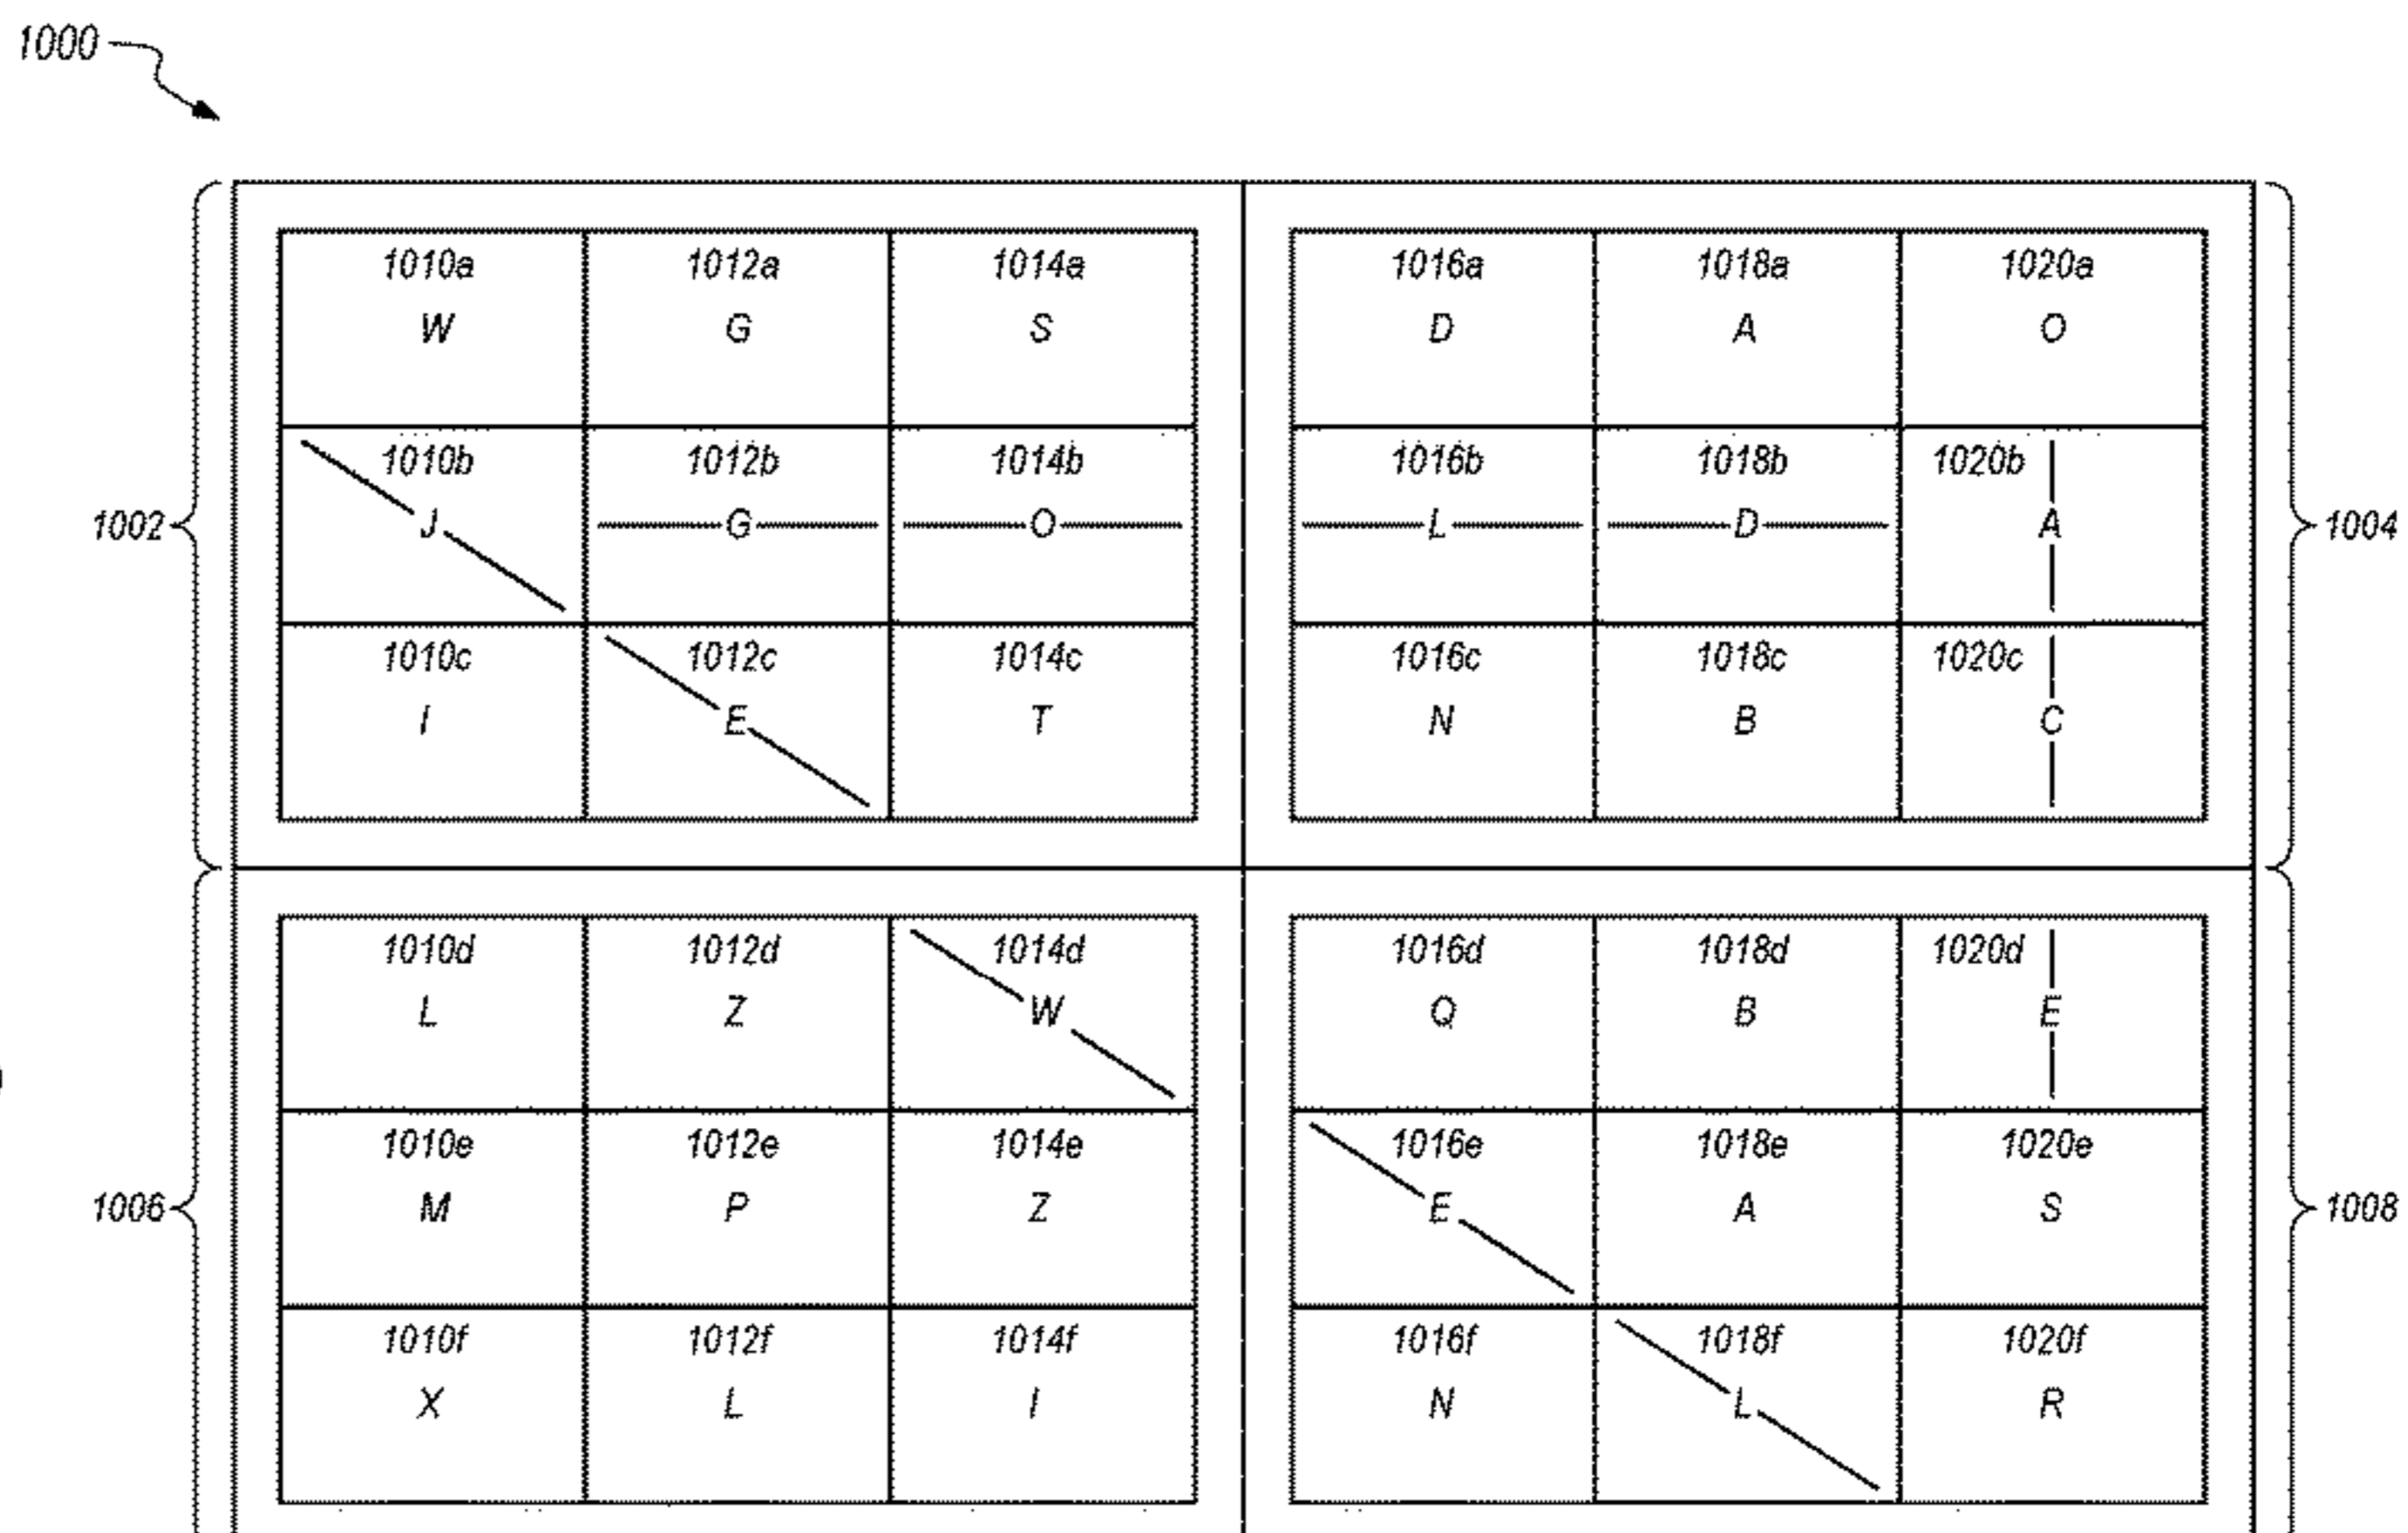 1000
1010a 1012a 1014a 1016a 1018a 1020a
W G S D A O
1010b 1012b 1014b 1016b 1018b 1020b
1002 J G O L D A 1004
1010c 1012c 1014c 1016c 1018c 1020c
I E T N B C
1010d 1012d 1014d 1016d 1018d 1020d
L Z W Q B E
1010e 1012e 1014e 1016e 1018e 1020e
1006 M P Z E A S 1008
1010f 1012f 1014f 1016f 1018f 1020f
X L I N L R